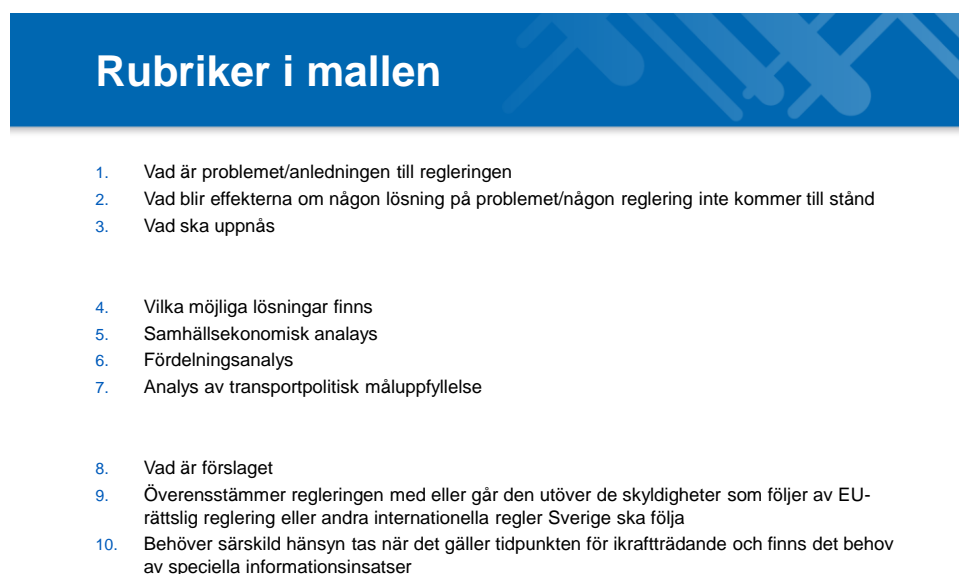 Rubriker i mallen
1. Vad är problemet/anledningen till regleringen
2. Vad blir effekterna om någon lösning på problemet/någon reglering inte kommer till stånd
3. Vad ska uppnås
4. Vilka möjliga lösningar finns
5. Samhällsekonomisk analays
6. Fördelningsanalys
7. Analys av transportpolitisk måluppfyllelse
8. Vad är förslaget
9. Överensstämmer regleringen med eller går den utöver de skyldigheter som följer av EU-
rättslig reglering eller andra internationella regler Sverige ska följa
10. Behöver särskild hänsyn tas när det gäller tidpunkten för ikraftträdande och finns det behov
av speciella informationsinsatser